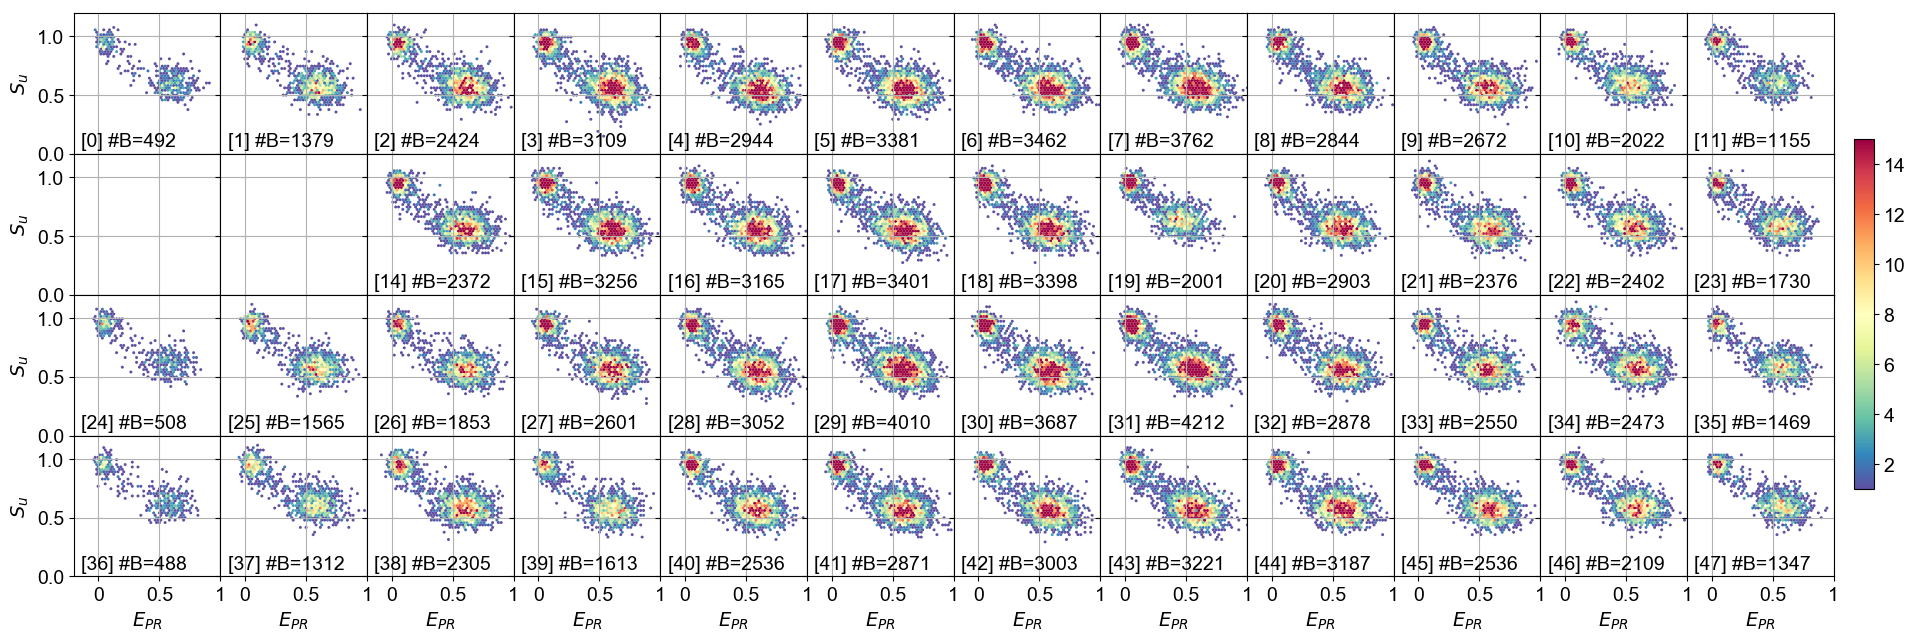 1.0
0.5
0.0
S_u
[0] #B=492
[1] #B=1379
[2] #B=2424
[3] #B=3109
[4] #B=2944
[5] #B=3381
[6] #B=3462
[7] #B=3762
[8] #B=2844
[9] #B=2672
[10] #B=2022
[11] #B=1155
1.0
0.5
0.0
S_u
[14] #B=2372
[15] #B=3256
[16] #B=3165
[17] #B=3401
[18] #B=3398
[19] #B=2001
[20] #B=2903
[21] #B=2376
[22] #B=2402
[23] #B=1730
1.0
0.5
0.0
S_u
[24] #B=508
[25] #B=1565
[26] #B=1853
[27] #B=2601
[28] #B=3052
[29] #B=4010
[30] #B=3687
[31] #B=4212
[32] #B=2878
[33] #B=2550
[34] #B=2473
[35] #B=1469
1.0
0.5
0.0
S_u
[36] #B=488
[37] #B=1312
[38] #B=2305
[39] #B=1613
[40] #B=2536
[41] #B=2871
[42] #B=3003
[43] #B=3221
[44] #B=3187
[45] #B=2536
[46] #B=2109
[47] #B=1347
0 0.5 1 0 0.5 1 0 0.5 1 0 0.5 1 0 0.5 1 0 0.5 1 0 0.5 1 0 0.5 1 0 0.5 1 0 0.5 1 0 0.5 1 0 0.5 1
E_PR E_PR E_PR E_PR E_PR E_PR E_PR E_PR E_PR E_PR E_PR E_PR
14
12
10
8
6
4
2